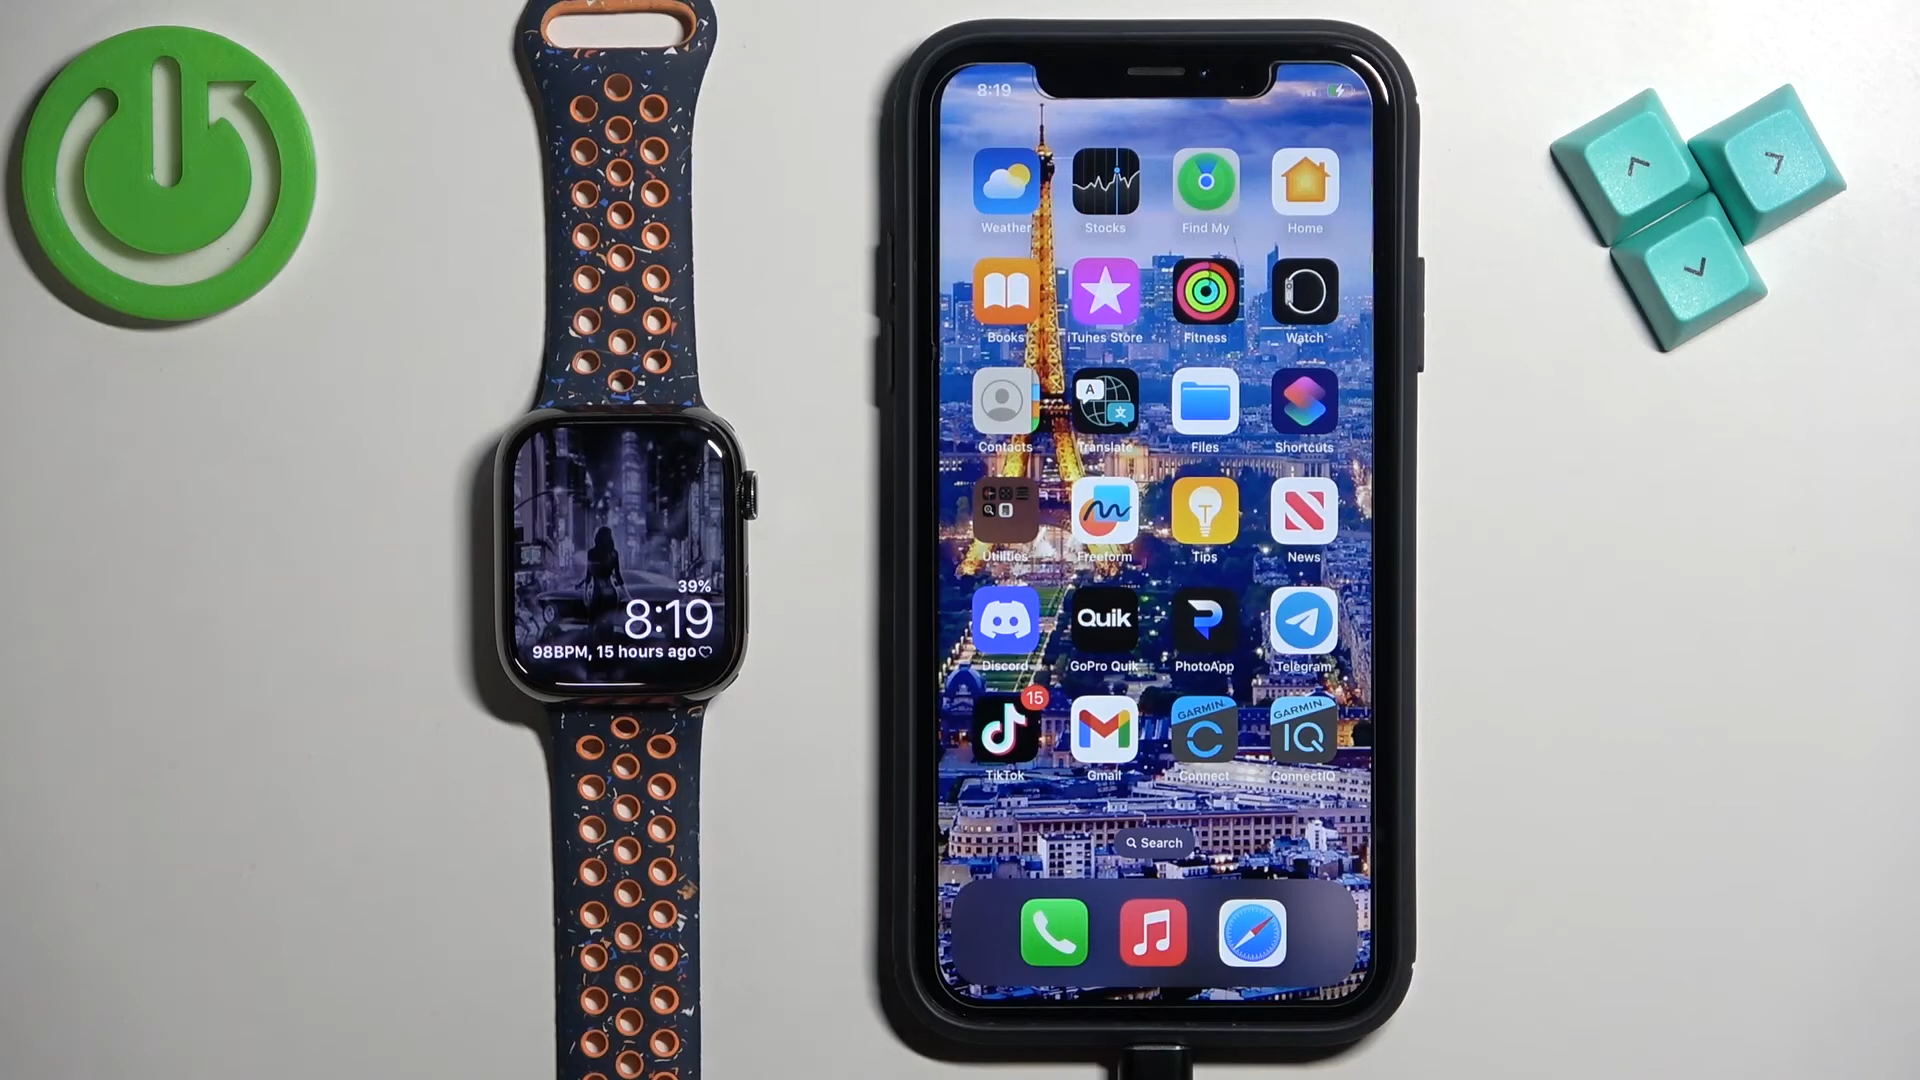 8:19
Weather Stocks Find My Home
Books iTunes Store Fitness Watch
A
文
Contacts Translate Files Shortcuts
Utilities Freeform Tips News
39%
8:19
98BPM, 15 hours ago
Quik
Discord GoPro Quik PhotoApp Telegram
15
GARMIN. GARMIN.
IQ
TikTok Gmail Connect ConnectIQ
Search